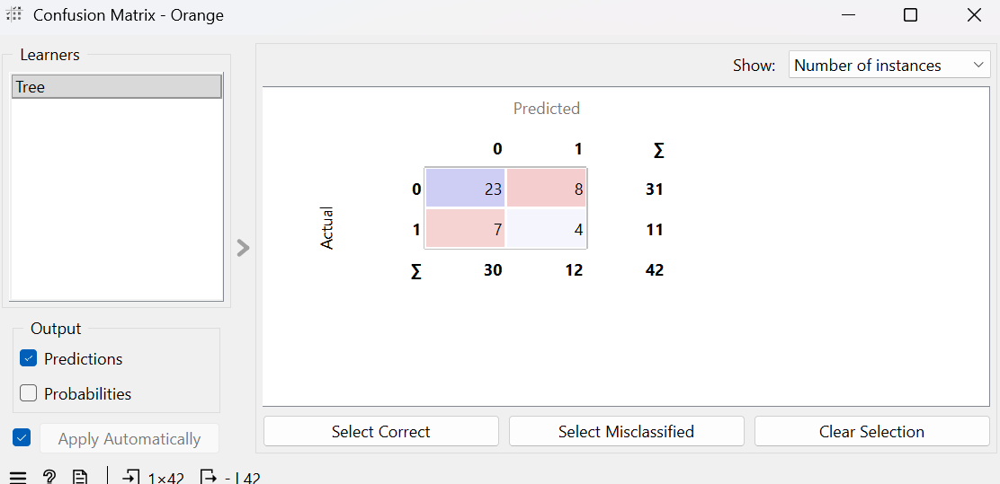 Confusion Matrix - Orange
Learners
Tree
Show: Number of instances
Predicted
0 1 ∑
Actual
0 23 8 31
1 7 4 11
∑ 30 12 42
Output
Predictions
Probabilities
Apply Automatically
Select Correct Select Misclassified Clear Selection
1×42 - | 42